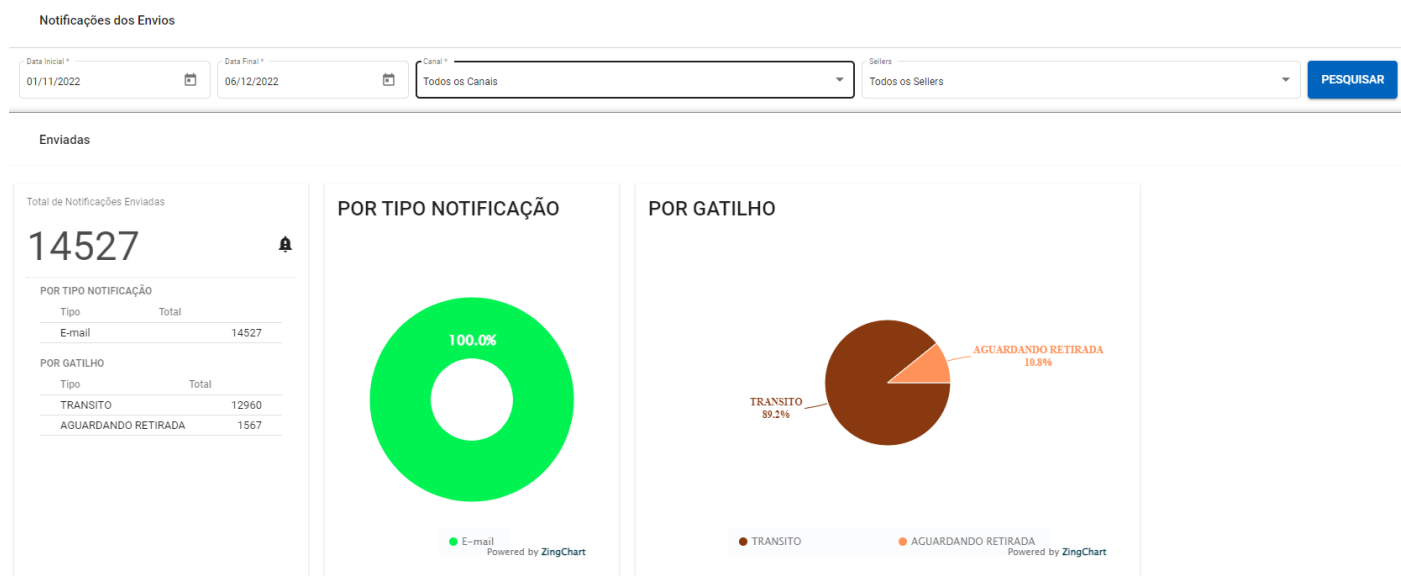 Notificações dos Envios
Data Inicial *
01/11/2022
Data Final *
06/12/2022
Canal *
Todos os Canais
Sellers
Todos os Sellers
PESQUISAR
Enviadas
Total de Notificações Enviadas
14527
POR TIPO NOTIFICAÇÃO
Tipo Total
E-mail 14527
POR GATILHO
Tipo Total
TRANSITO 12960
AGUARDANDO RETIRADA 1567
POR TIPO NOTIFICAÇÃO
100.0%
E-mail
Powered by ZingChart
POR GATILHO
AGUARDANDO RETIRADA
10.8%
TRANSITO
89.2%
TRANSITO AGUARDANDO RETIRADA
Powered by ZingChart